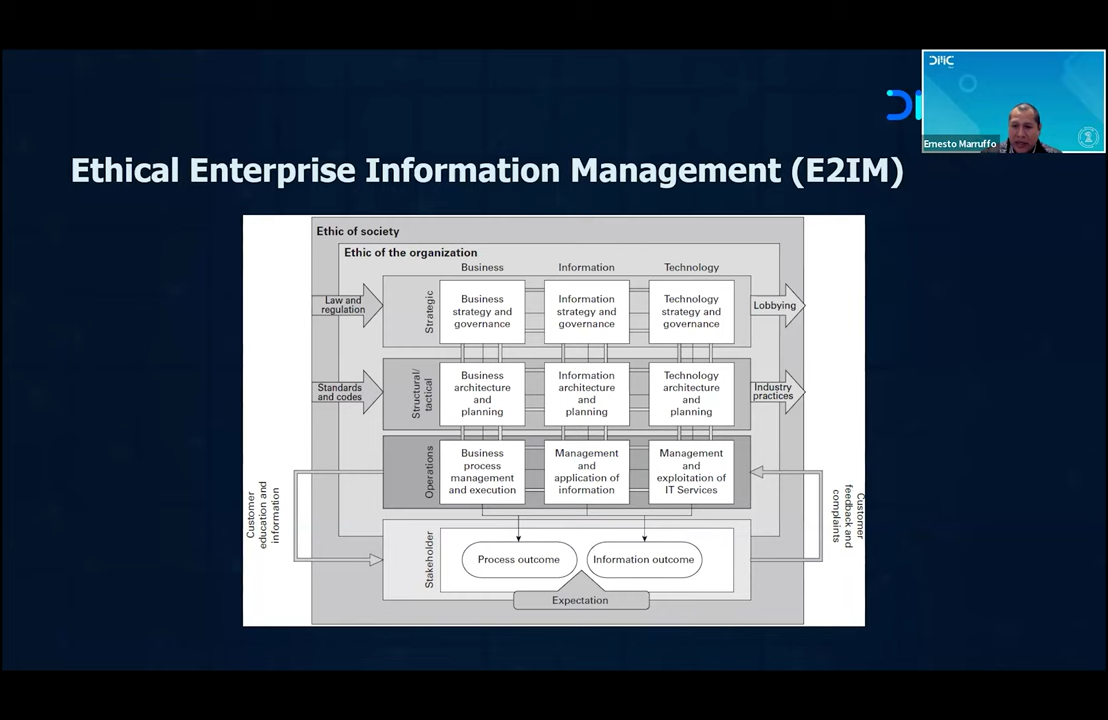 DMC
Ernesto Marruffo
Ethical Enterprise Information Management (E2IM)
Ethic of society
Ethic of the organization
Business
Information
Technology
Law and
regulation
Strategic
Business
strategy and
governance
Information
strategy and
governance
Technology
strategy and
governance
Lobbying
Standards
and codes
Structural/
tactical
Business
architecture
and
planning
Information
architecture
and
planning
Technology
architecture
and
planning
Industry
practices
Operations
Business
process
management
and execution
Management
and
application of
information
Management
and
exploitation of
IT Services
Customer
education and
information
Customer
feedback and
complaints
Stakeholder
Process outcome
Information outcome
Expectation